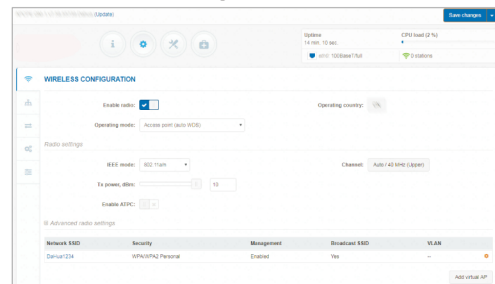 (Update)
Save changes
Uptime
14 min. 10 sec.
CPU load (2 %)
eth0: 100BaseT/full
0 stations
WIRELESS CONFIGURATION
Enable radio:
Operating country:
Operating mode: Access point (auto WDS)
Radio settings
IEEE mode: 802.11an
Channel: Auto / 40 MHz (Upper)
Tx power, dBm: 10
Enable ATPC:
Advanced radio settings
Network SSID Security Management Broadcast SSID VLAN
WPA/WPA2 Personal Enabled Yes –
Add virtual AP